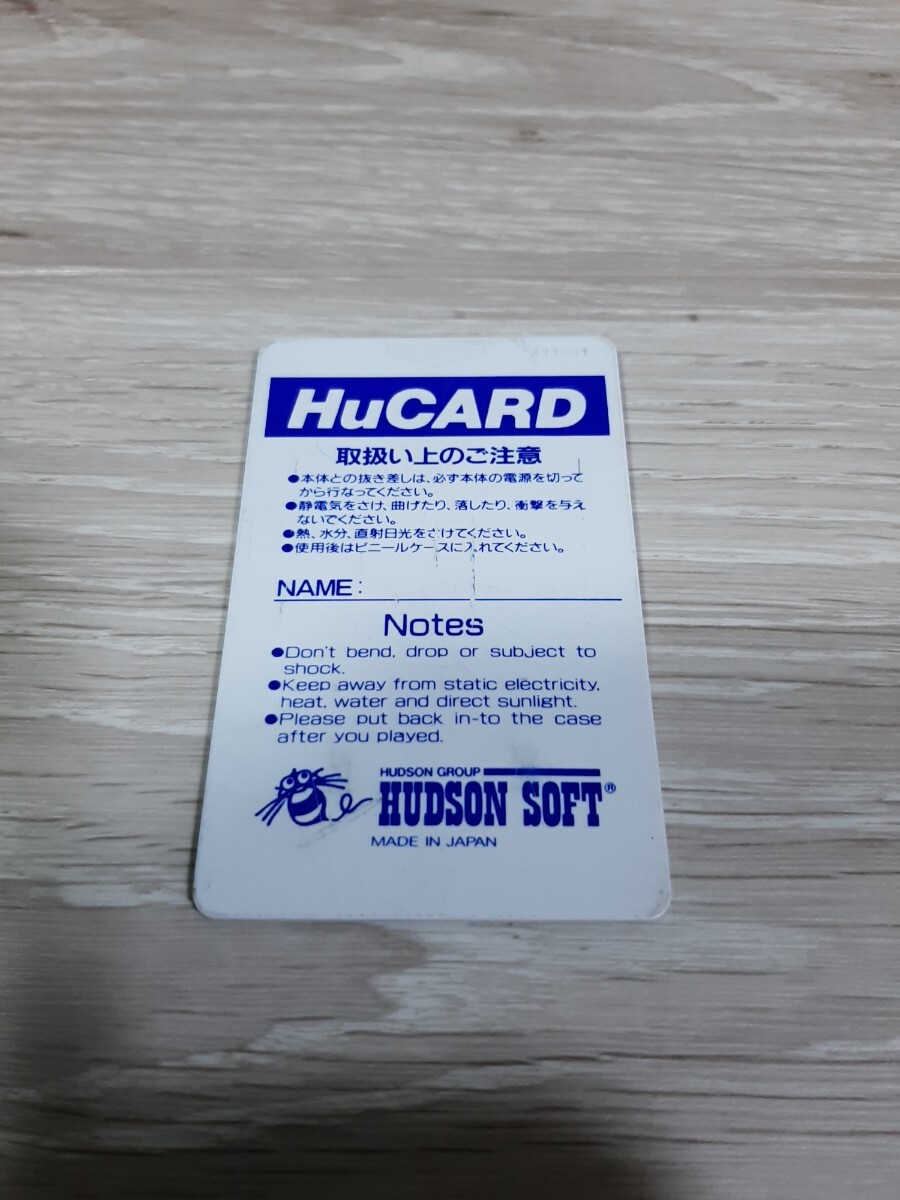 HuCARD
取扱い上のご注意
●本体との抜き差しは、必ず本体の電源を切って
から行なってください。
●静電気をさけ、曲げたり、落したり、衝撃を与え
ないでください。
●熱、水分、直射日光をさけてください。
●使用後はビニールケースに入れてください。
NAME:
Notes
●Don't bend, drop or subject to
shock.
●Keep away from static electricity,
heat, water and direct sunlight.
●Please put back in-to the case
after you played.
HUDSON GROUP
HUDSON SOFT®
MADE IN JAPAN